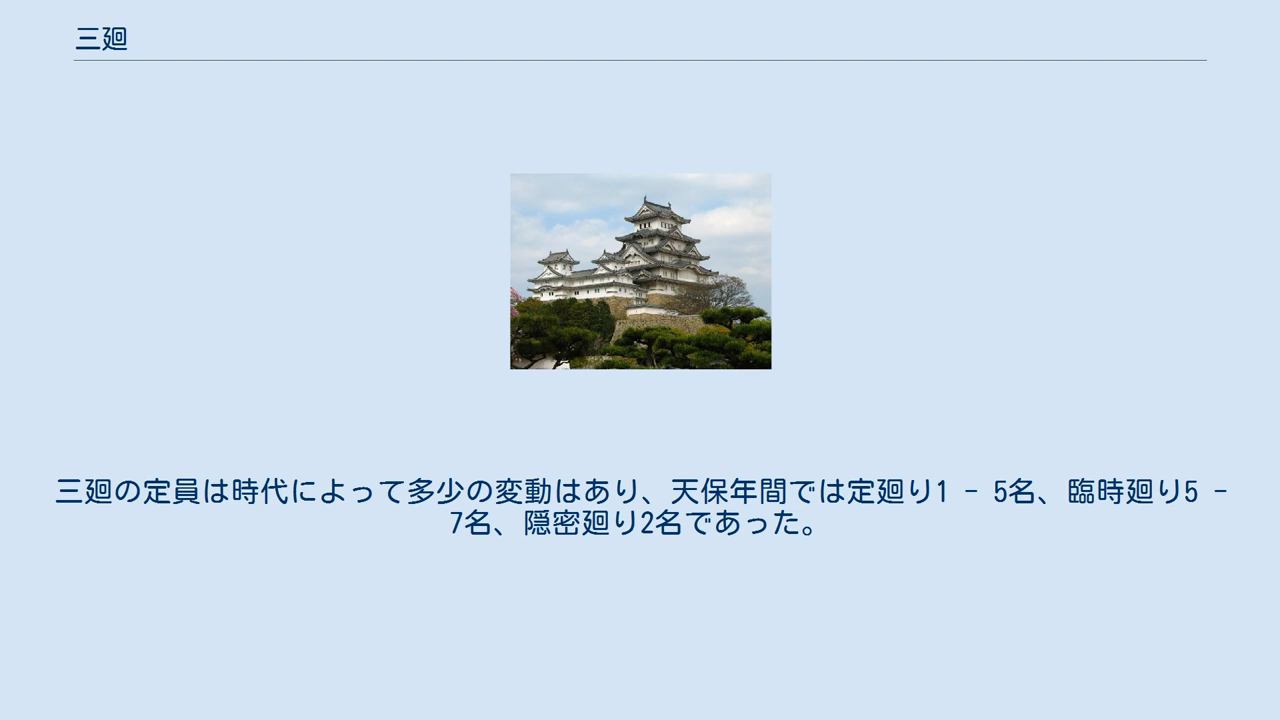 三廻
三廻の定員は時代によって多少の変動はあり、天保年間では定廻り1 - 5名、臨時廻り5 -
7名、隠密廻り2名であった。